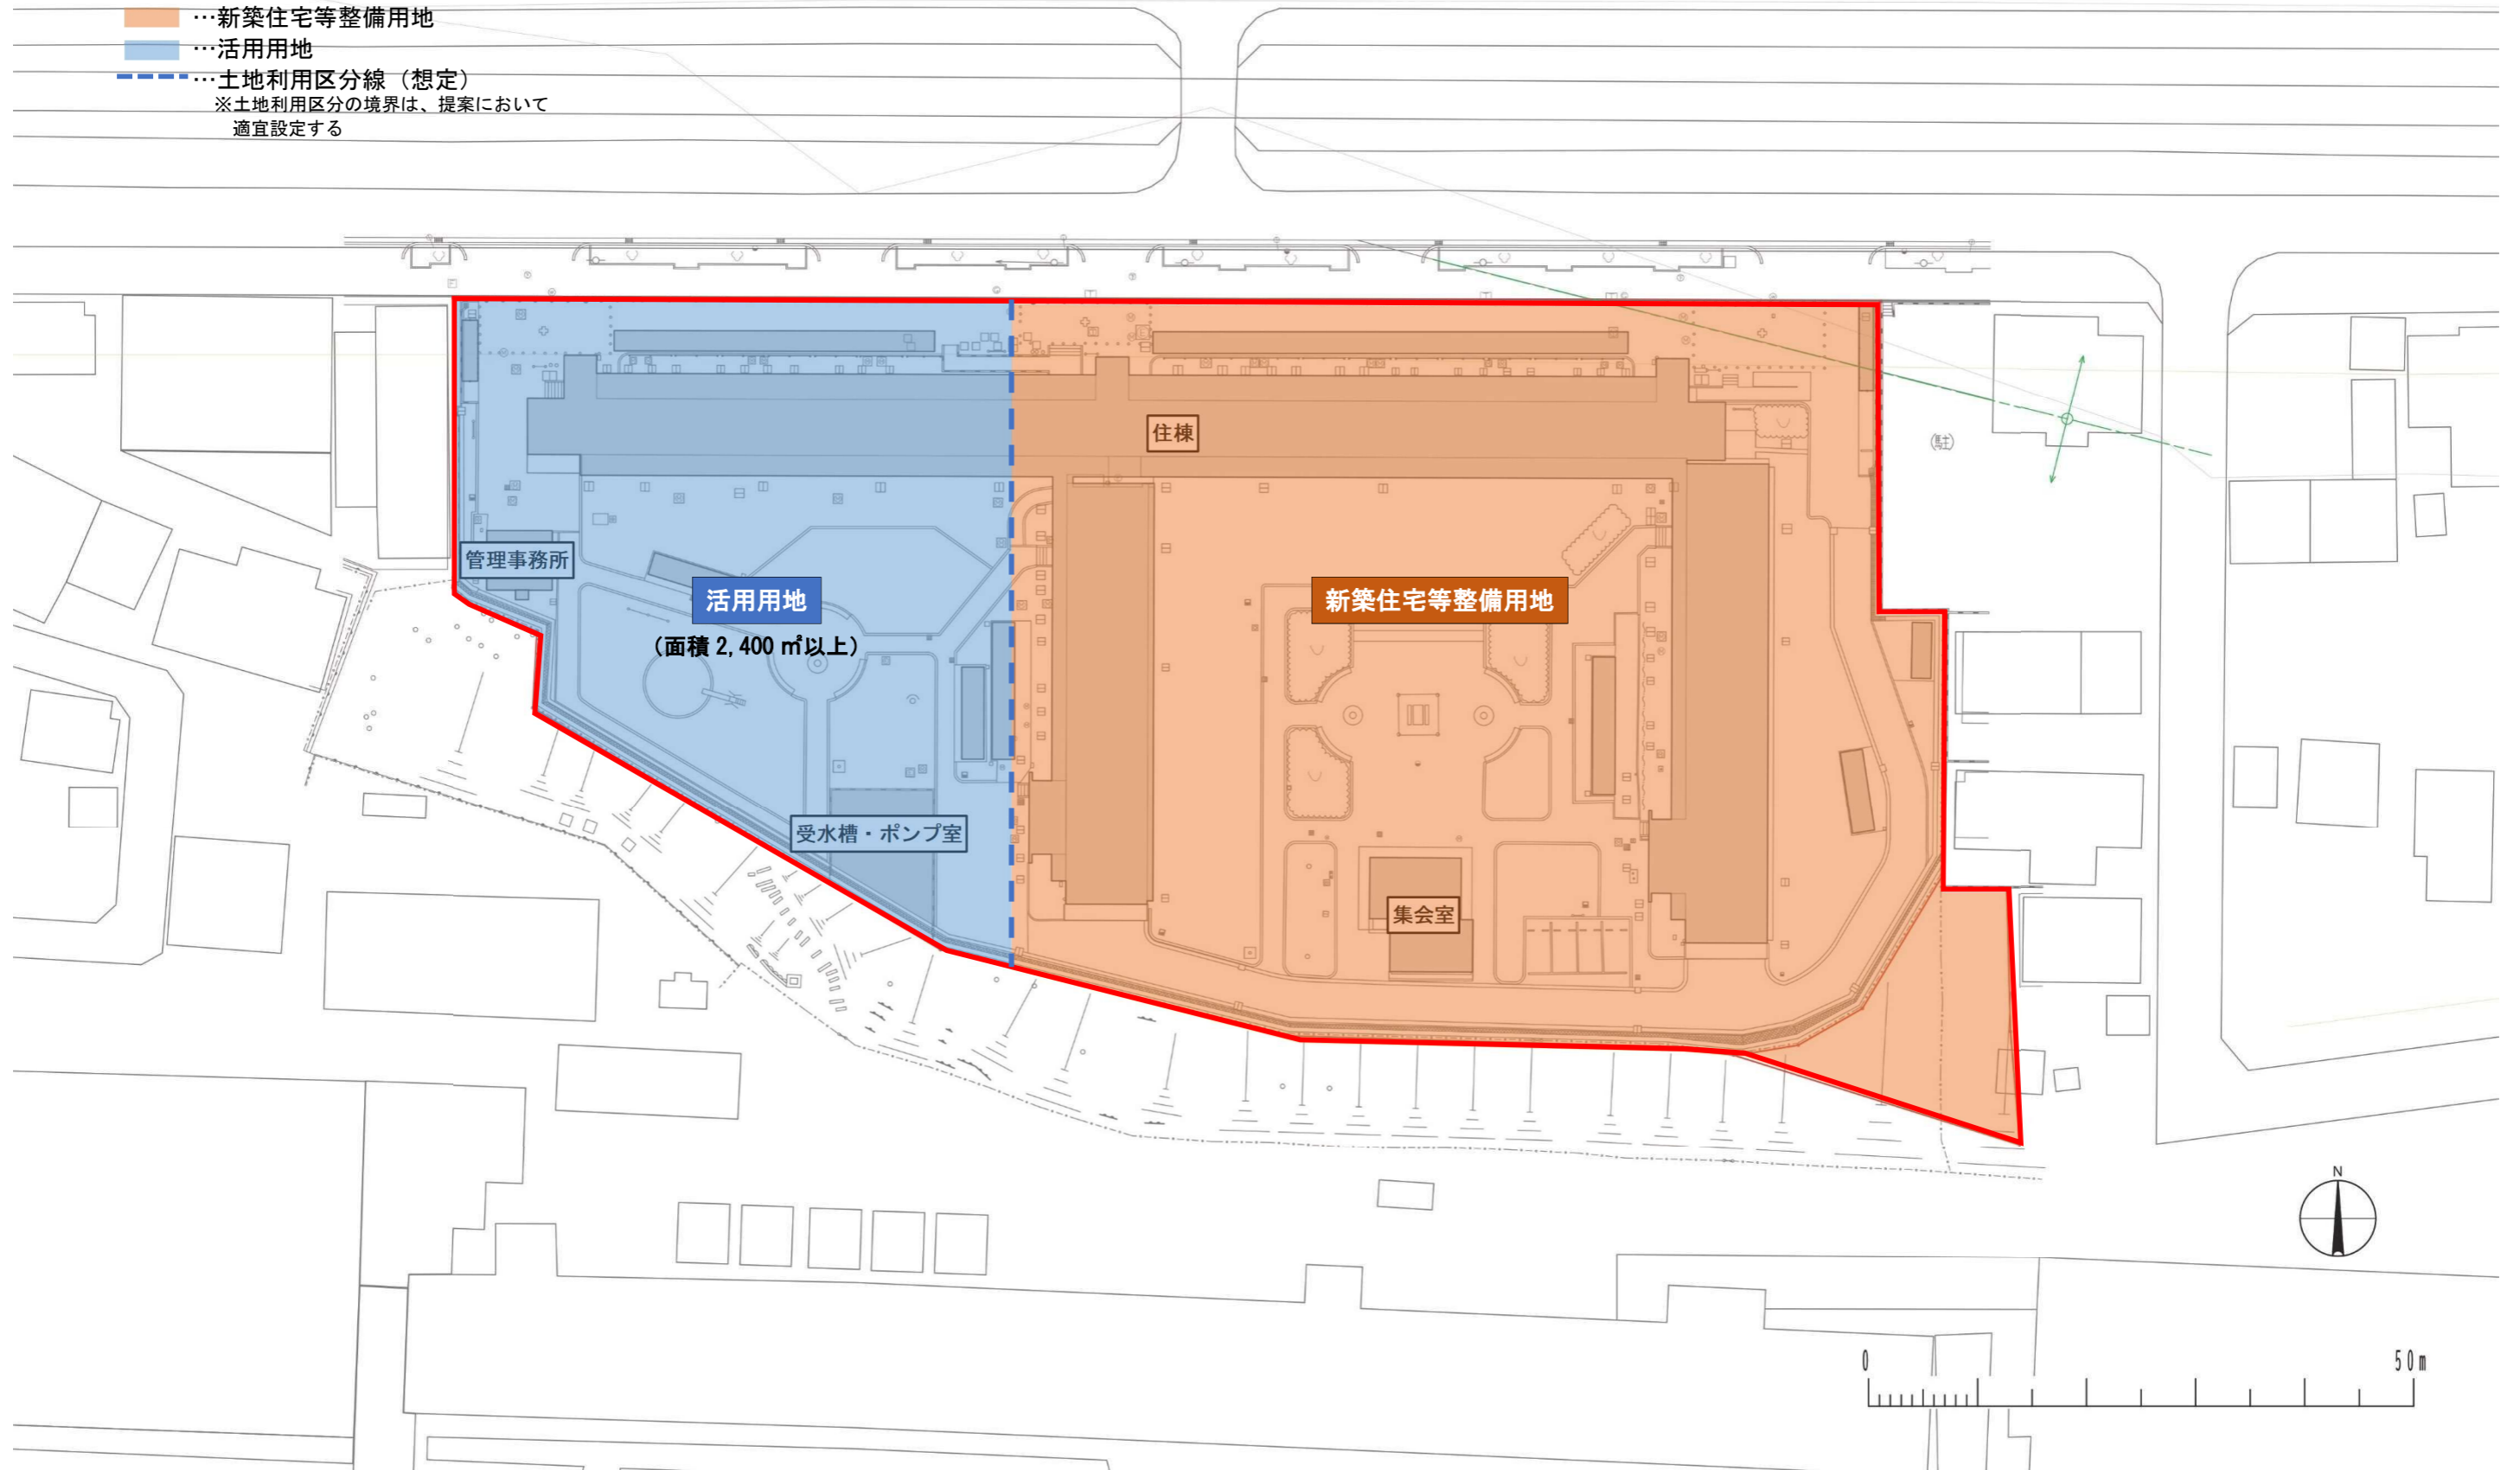 …新築住宅等整備用地
…活用用地
…土地利用区分線（想定）
※土地利用区分の境界は、提案において
適宜設定する
住棟
(駐)
管理事務所
活用用地
（面積 2,400 ㎡以上）
新築住宅等整備用地
受水槽・ポンプ室
集会室
N
0
50m